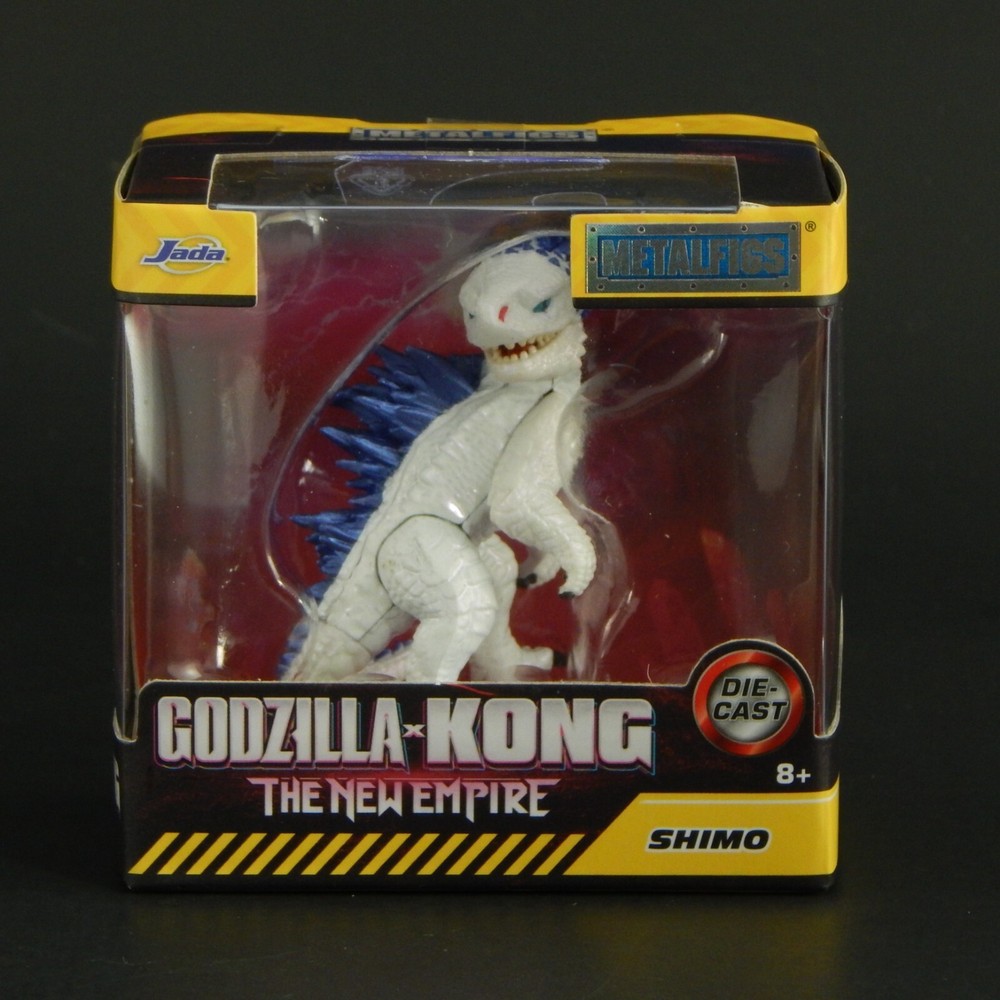 METALFIGS
Jada
METALFIGS®
GODZILLA x KONG
THE NEW EMPIRE
DIE-
CAST
8+
SHIMO